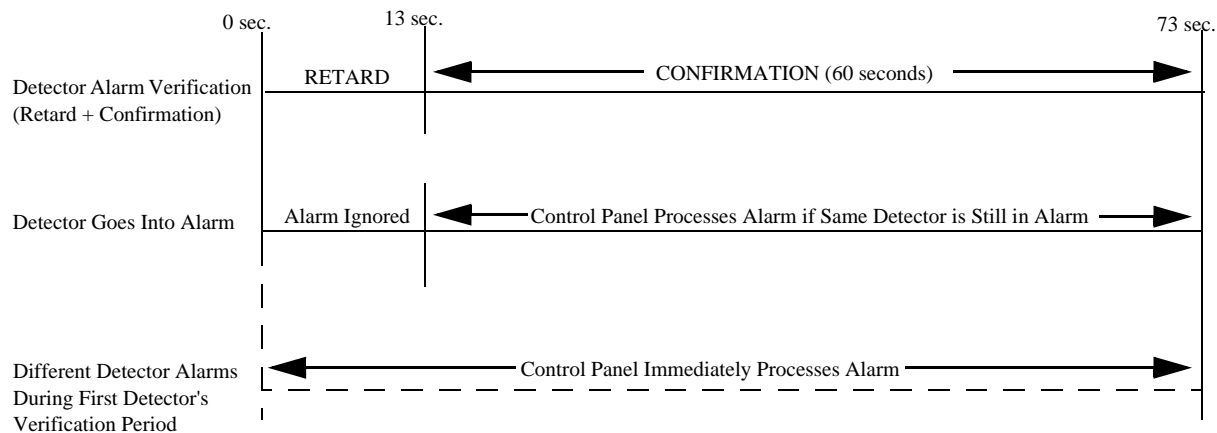 0 sec.
13 sec.
73 sec.
RETARD
CONFIRMATION (60 seconds)
Detector Alarm Verification
(Retard + Confirmation)
Detector Goes Into Alarm
Alarm Ignored
Control Panel Processes Alarm if Same Detector is Still in Alarm
Different Detector Alarms
During First Detector's
Verification Period
Control Panel Immediately Processes Alarm